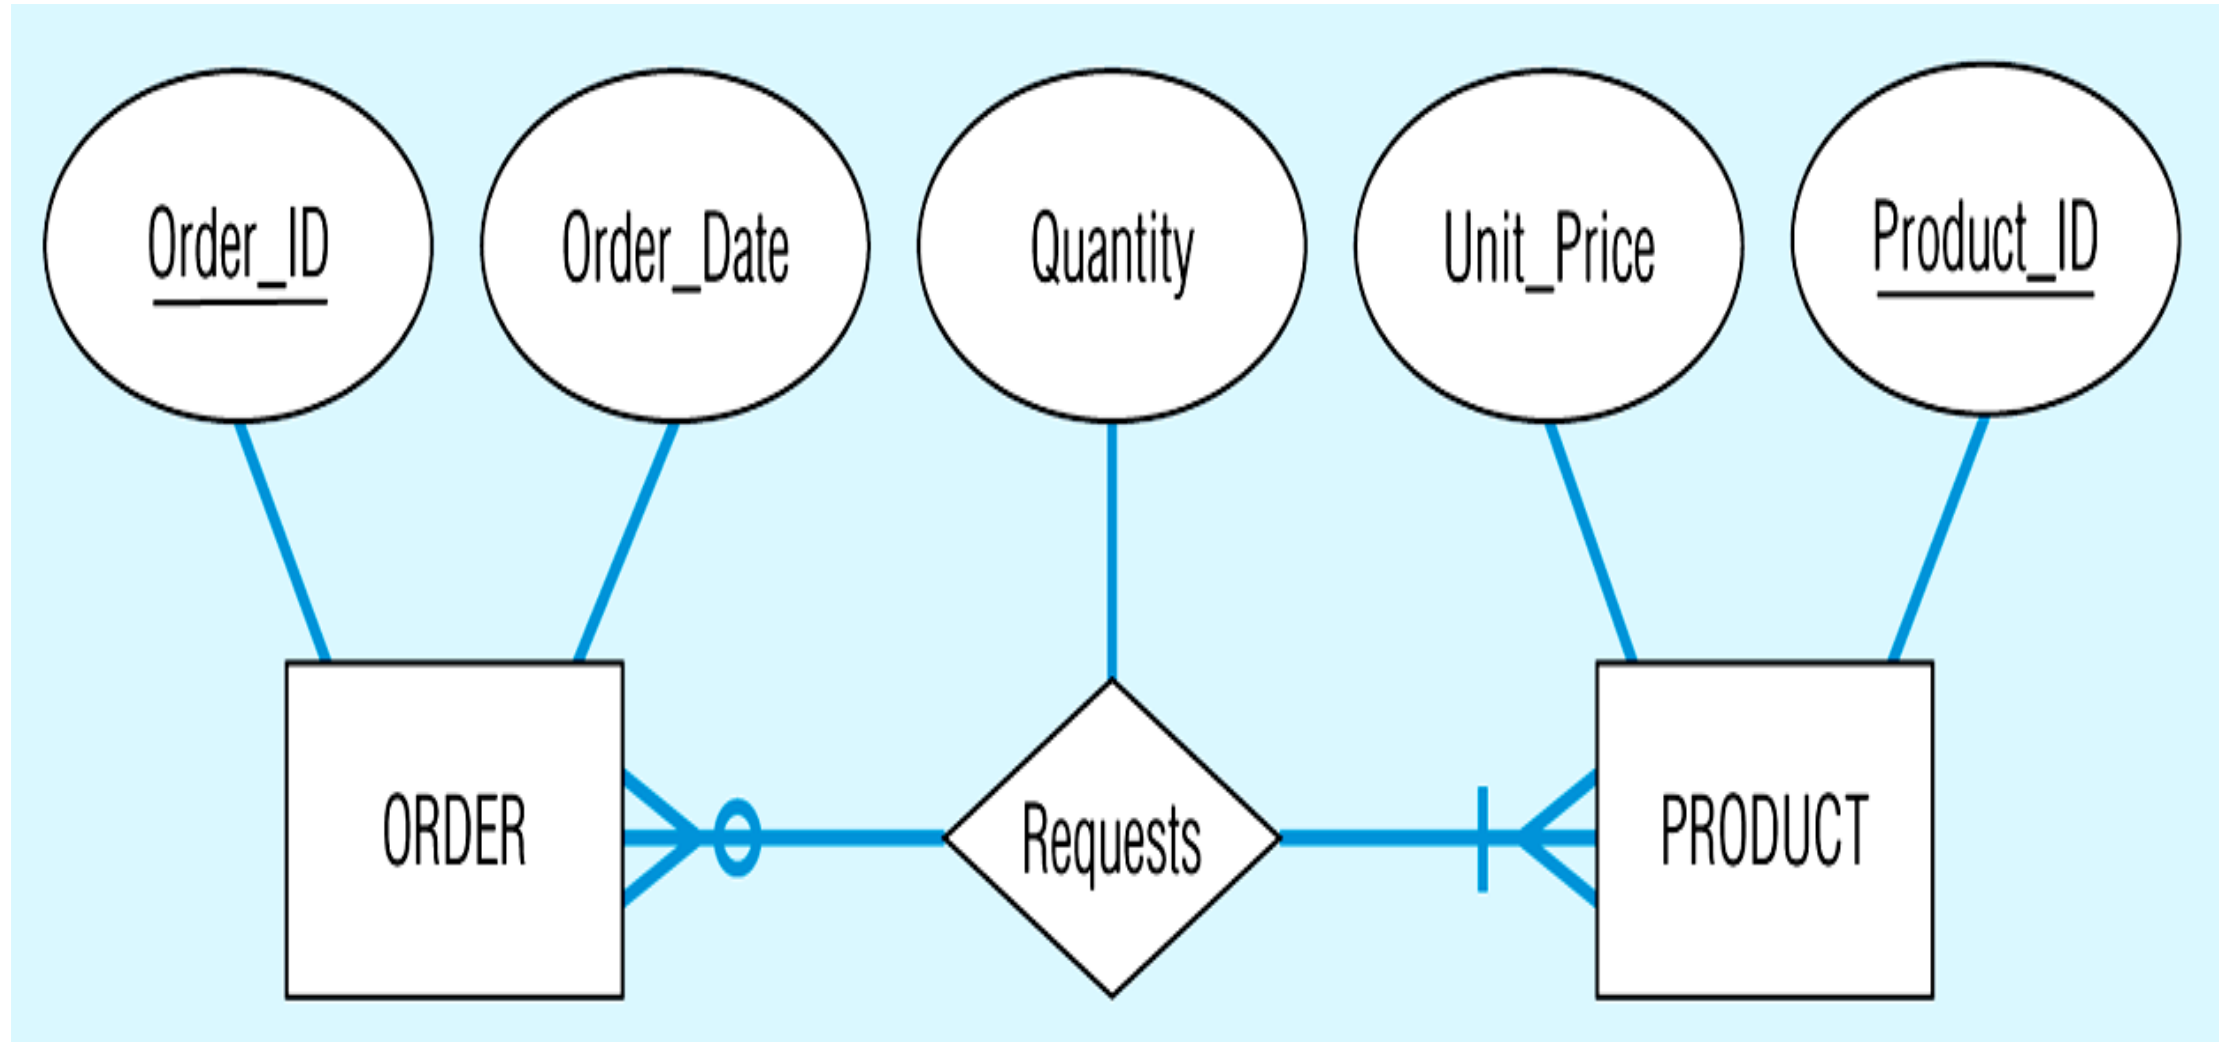 Order_ID
Order_Date
Quantity
Unit_Price
Product_ID
ORDER
Requests
PRODUCT